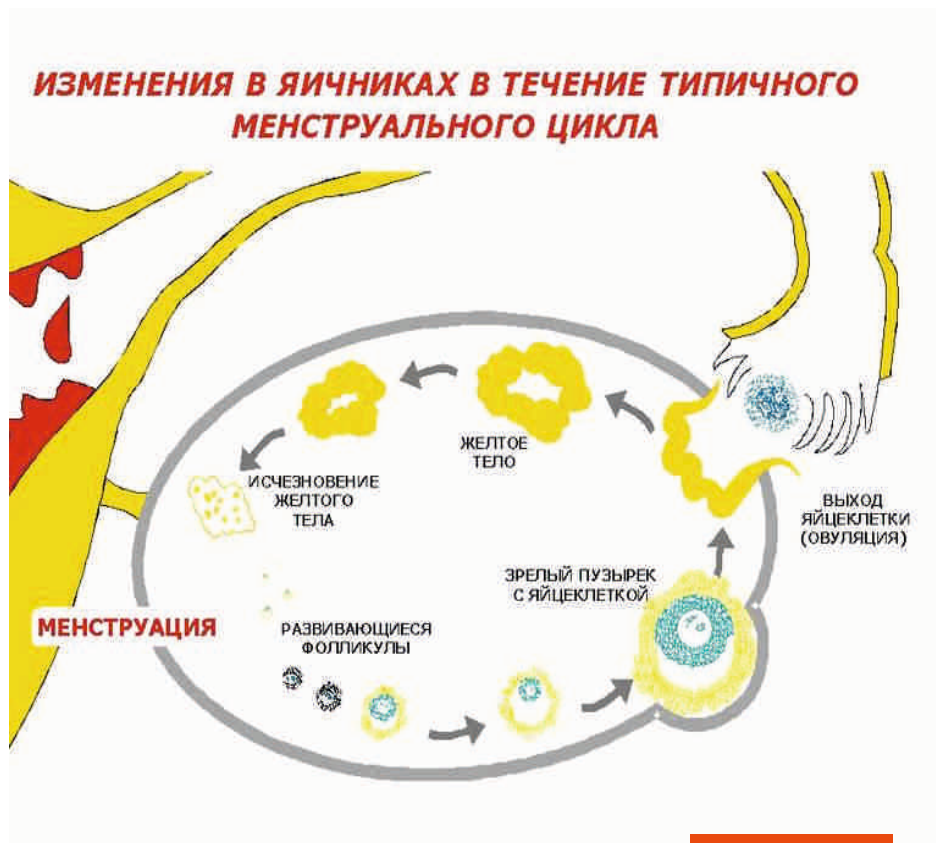 ИЗМЕНЕНИЯ В ЯИЧНИКАХ В ТЕЧЕНИЕ ТИПИЧНОГО
МЕНСТРУАЛЬНОГО ЦИКЛА
ЖЕЛТОЕ
ТЕЛО
ИСЧЕЗНОВЕНИЕ
ЖЕЛТОГО
ТЕЛА
ВЫХОД
ЯЙЦЕКЛЕТКИ
(ОВУЛЯЦИЯ)
ЗРЕЛЫЙ ПУЗЫРЕК
С ЯЙЦЕКЛЕТКОЙ
МЕНСТРУАЦИЯ
РАЗВИВАЮЩИЕСЯ
ФОЛЛИКУЛЫ